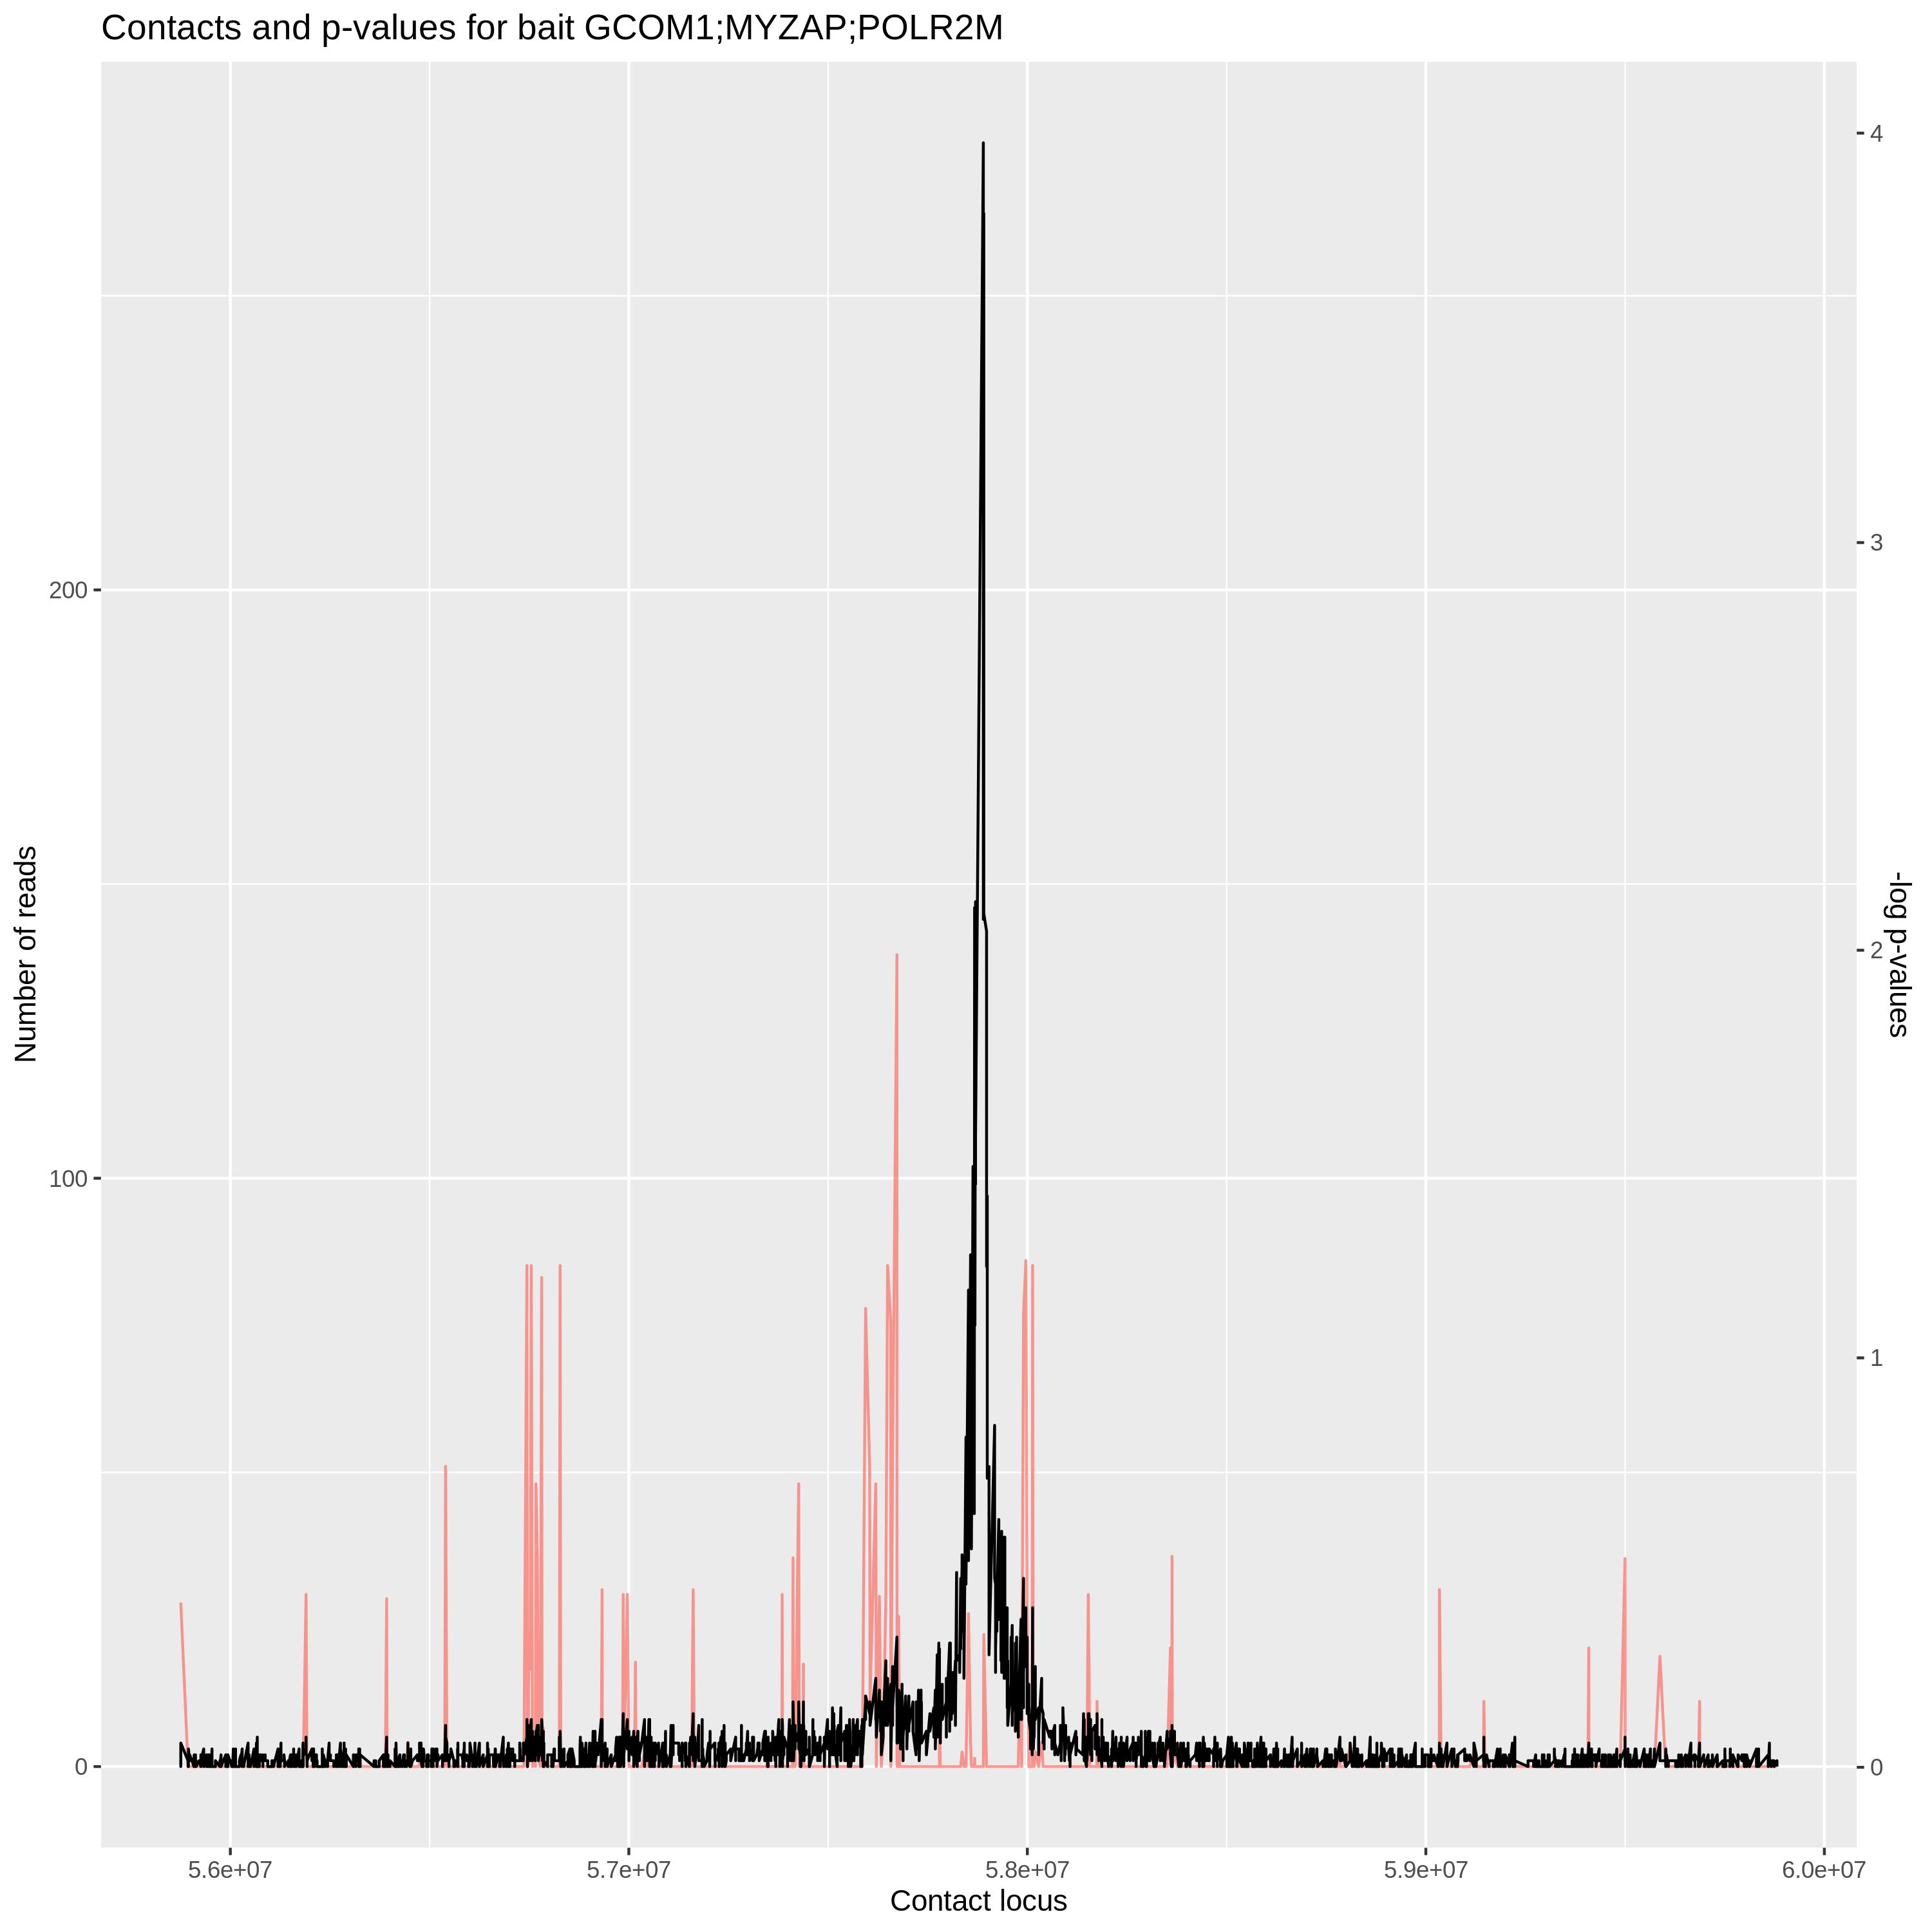 Contacts and p-values for bait GCOM1;MYZAP;POLR2M
Number of reads
200
100
0
4
3
2
1
0
-log p-values
5.6e+07
5.7e+07
5.8e+07
5.9e+07
6.0e+07
Contact locus